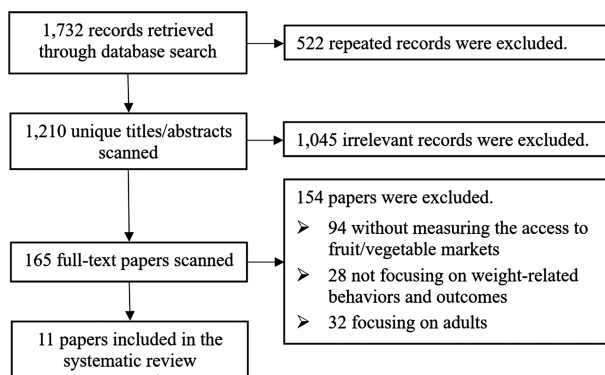 1,732 records retrieved
through database search
522 repeated records were excluded.
1,210 unique titles/abstracts
scanned
1,045 irrelevant records were excluded.
154 papers were excluded.
➢ 94 without measuring the access to
fruit/vegetable markets
➢ 28 not focusing on weight-related
behaviors and outcomes
➢ 32 focusing on adults
165 full-text papers scanned
11 papers included in the
systematic review